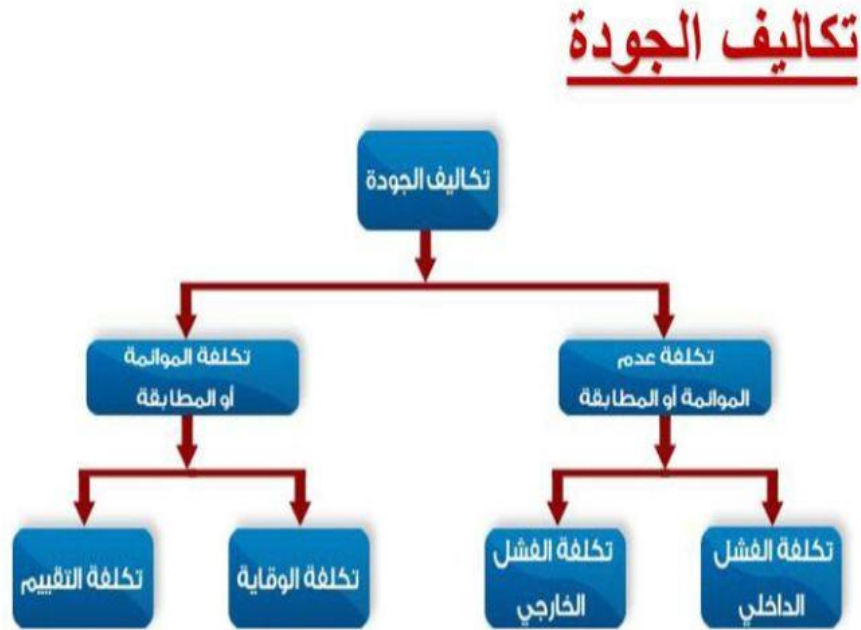 تكاليف الجودة
تكاليف الجودة
تكلفة عدم
الموائمة أو المطابقة
تكلفة الموائمة
أو المطابقة
تكلفة الفشل
الداخلي
تكلفة الفشل
الخارجي
تكلفة الوقاية
تكلفة التقييم